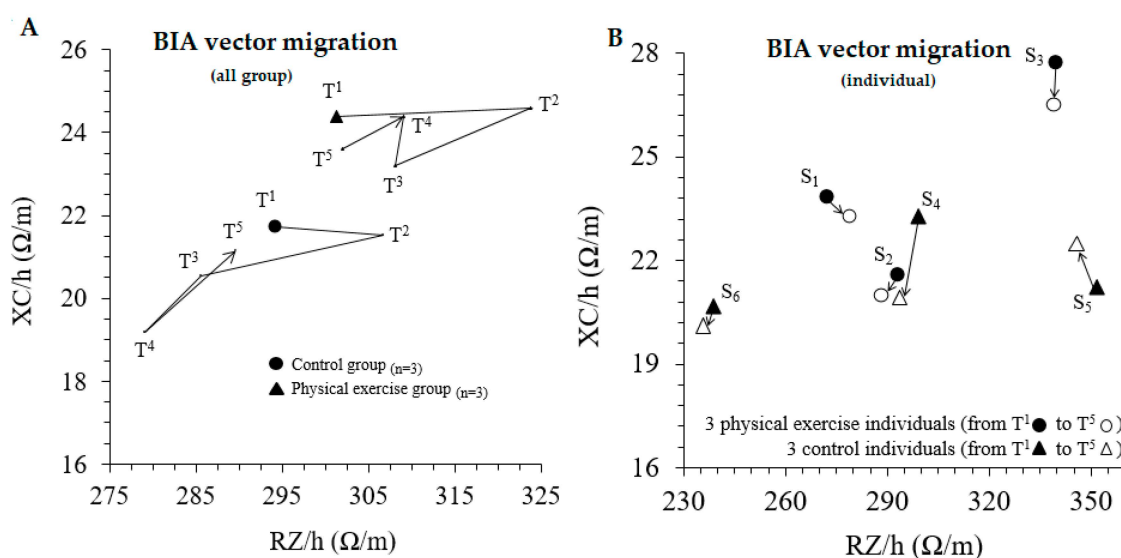 A
BIA vector migration
(all group)
26
24
22
20
18
16
XC/h (Ω/m)
T¹
T²
T⁴
T⁵
T³
T¹
T²
T⁵
T³
T⁴
Control group (n=3)
Physical exercise group (n=3)
275
285
295
305
315
325
RZ/h (Ω/m)
B
BIA vector migration
(individual)
28
25
22
19
16
XC/h (Ω/m)
S₃
S₁
S₄
S₂
S₆
S₅
3 physical exercise individuals (from T¹ ● to T⁵ ○)
3 control individuals (from T¹ ▲ to T⁵ △)
230
260
290
320
350
RZ/h (Ω/m)